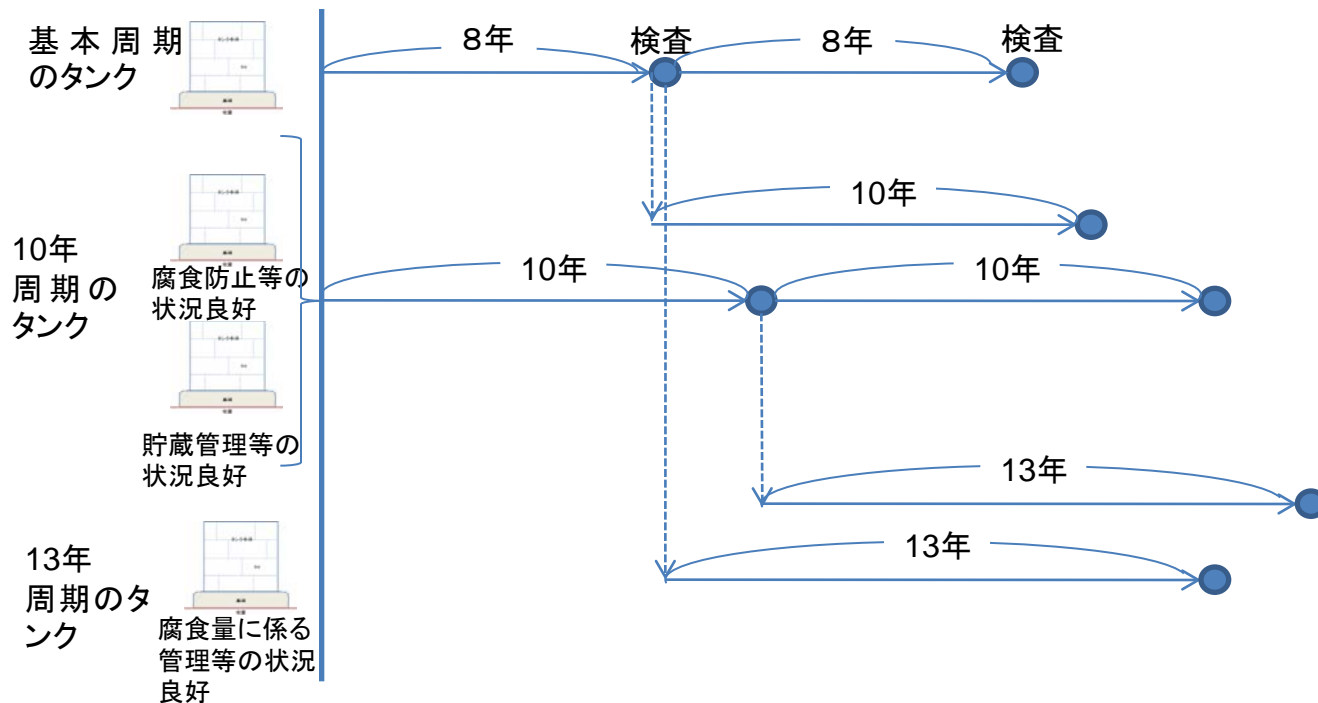 基本周期
のタンク
8年
検査
8年
検査
10年
10年
周期の
タンク
腐食防止等の
状況良好
10年
10年
貯蔵管理等の
状況良好
13年
13年
周期のタ
ンク
13年
腐食量に係る
管理等の状況
良好